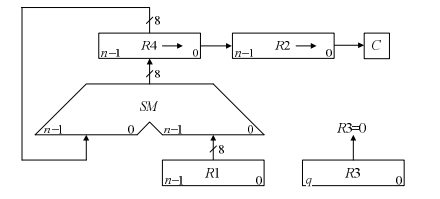 8
R4
n–1 0
R2
n–1 0
C
8
SM
n–1 0 n–1 0
8
R3=0
R1
n–1 0
R3
q 0